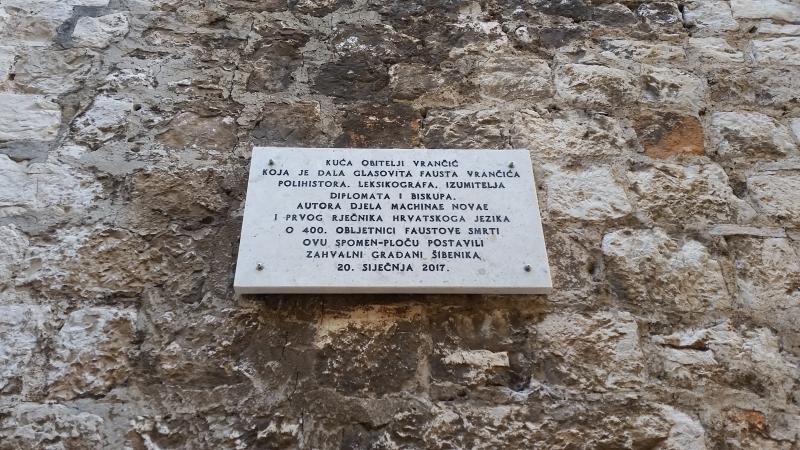 KUĆA OBITELJI VRANČIĆ
KOJA JE DALA GLASOVITA FAUSTA VRANČIĆA
POLIHISTORA, LEKSIKOGRAFA, IZUMITELJA
DIPLOMATA I BISKUPA,
AUTORA DJELA MACHINAE NOVAE
I PRVOG RJEČNIKA HRVATSKOGA JEZIKA
O 400. OBLJETNICI FAUSTOVE SMRTI
OVU SPOMEN-PLOČU POSTAVILI
ZAHVALNI GRAĐANI ŠIBENIKA
20. SIJEČNJA 2017.